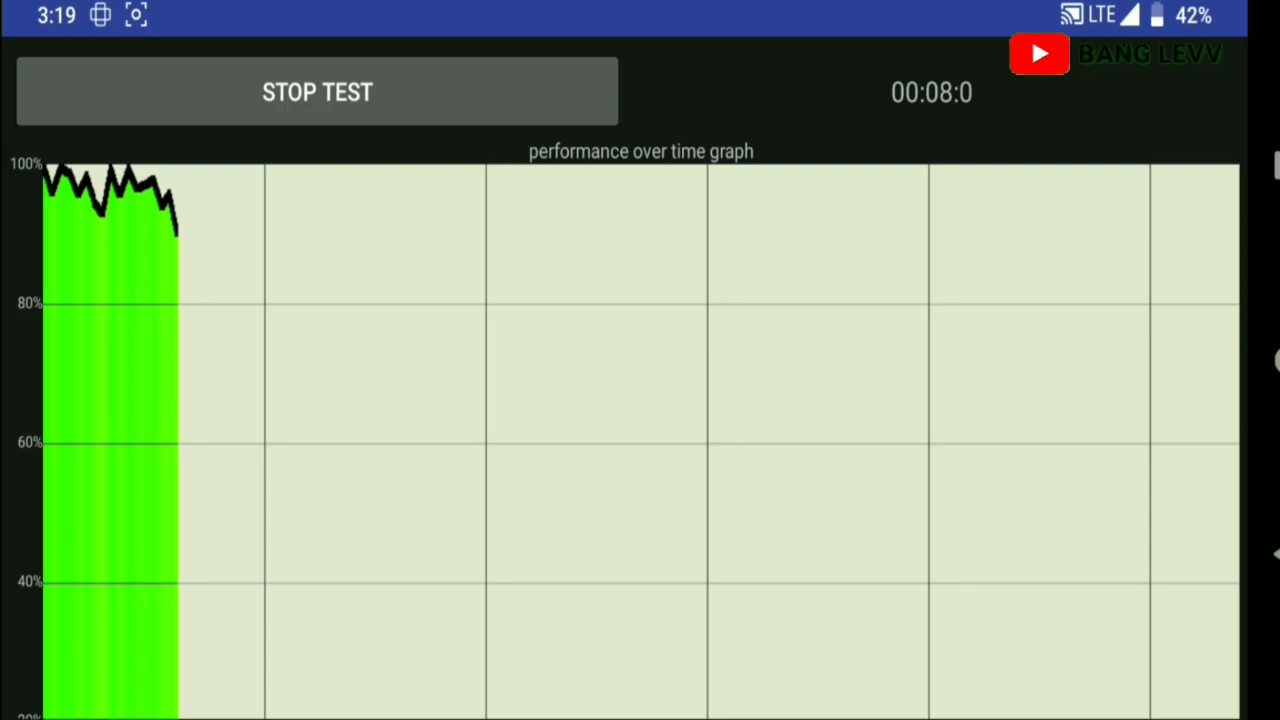 3:19 LTE 42%
BANG LEVV
STOP TEST 00:08:0
performance over time graph
100%
80%
60%
40%
20%